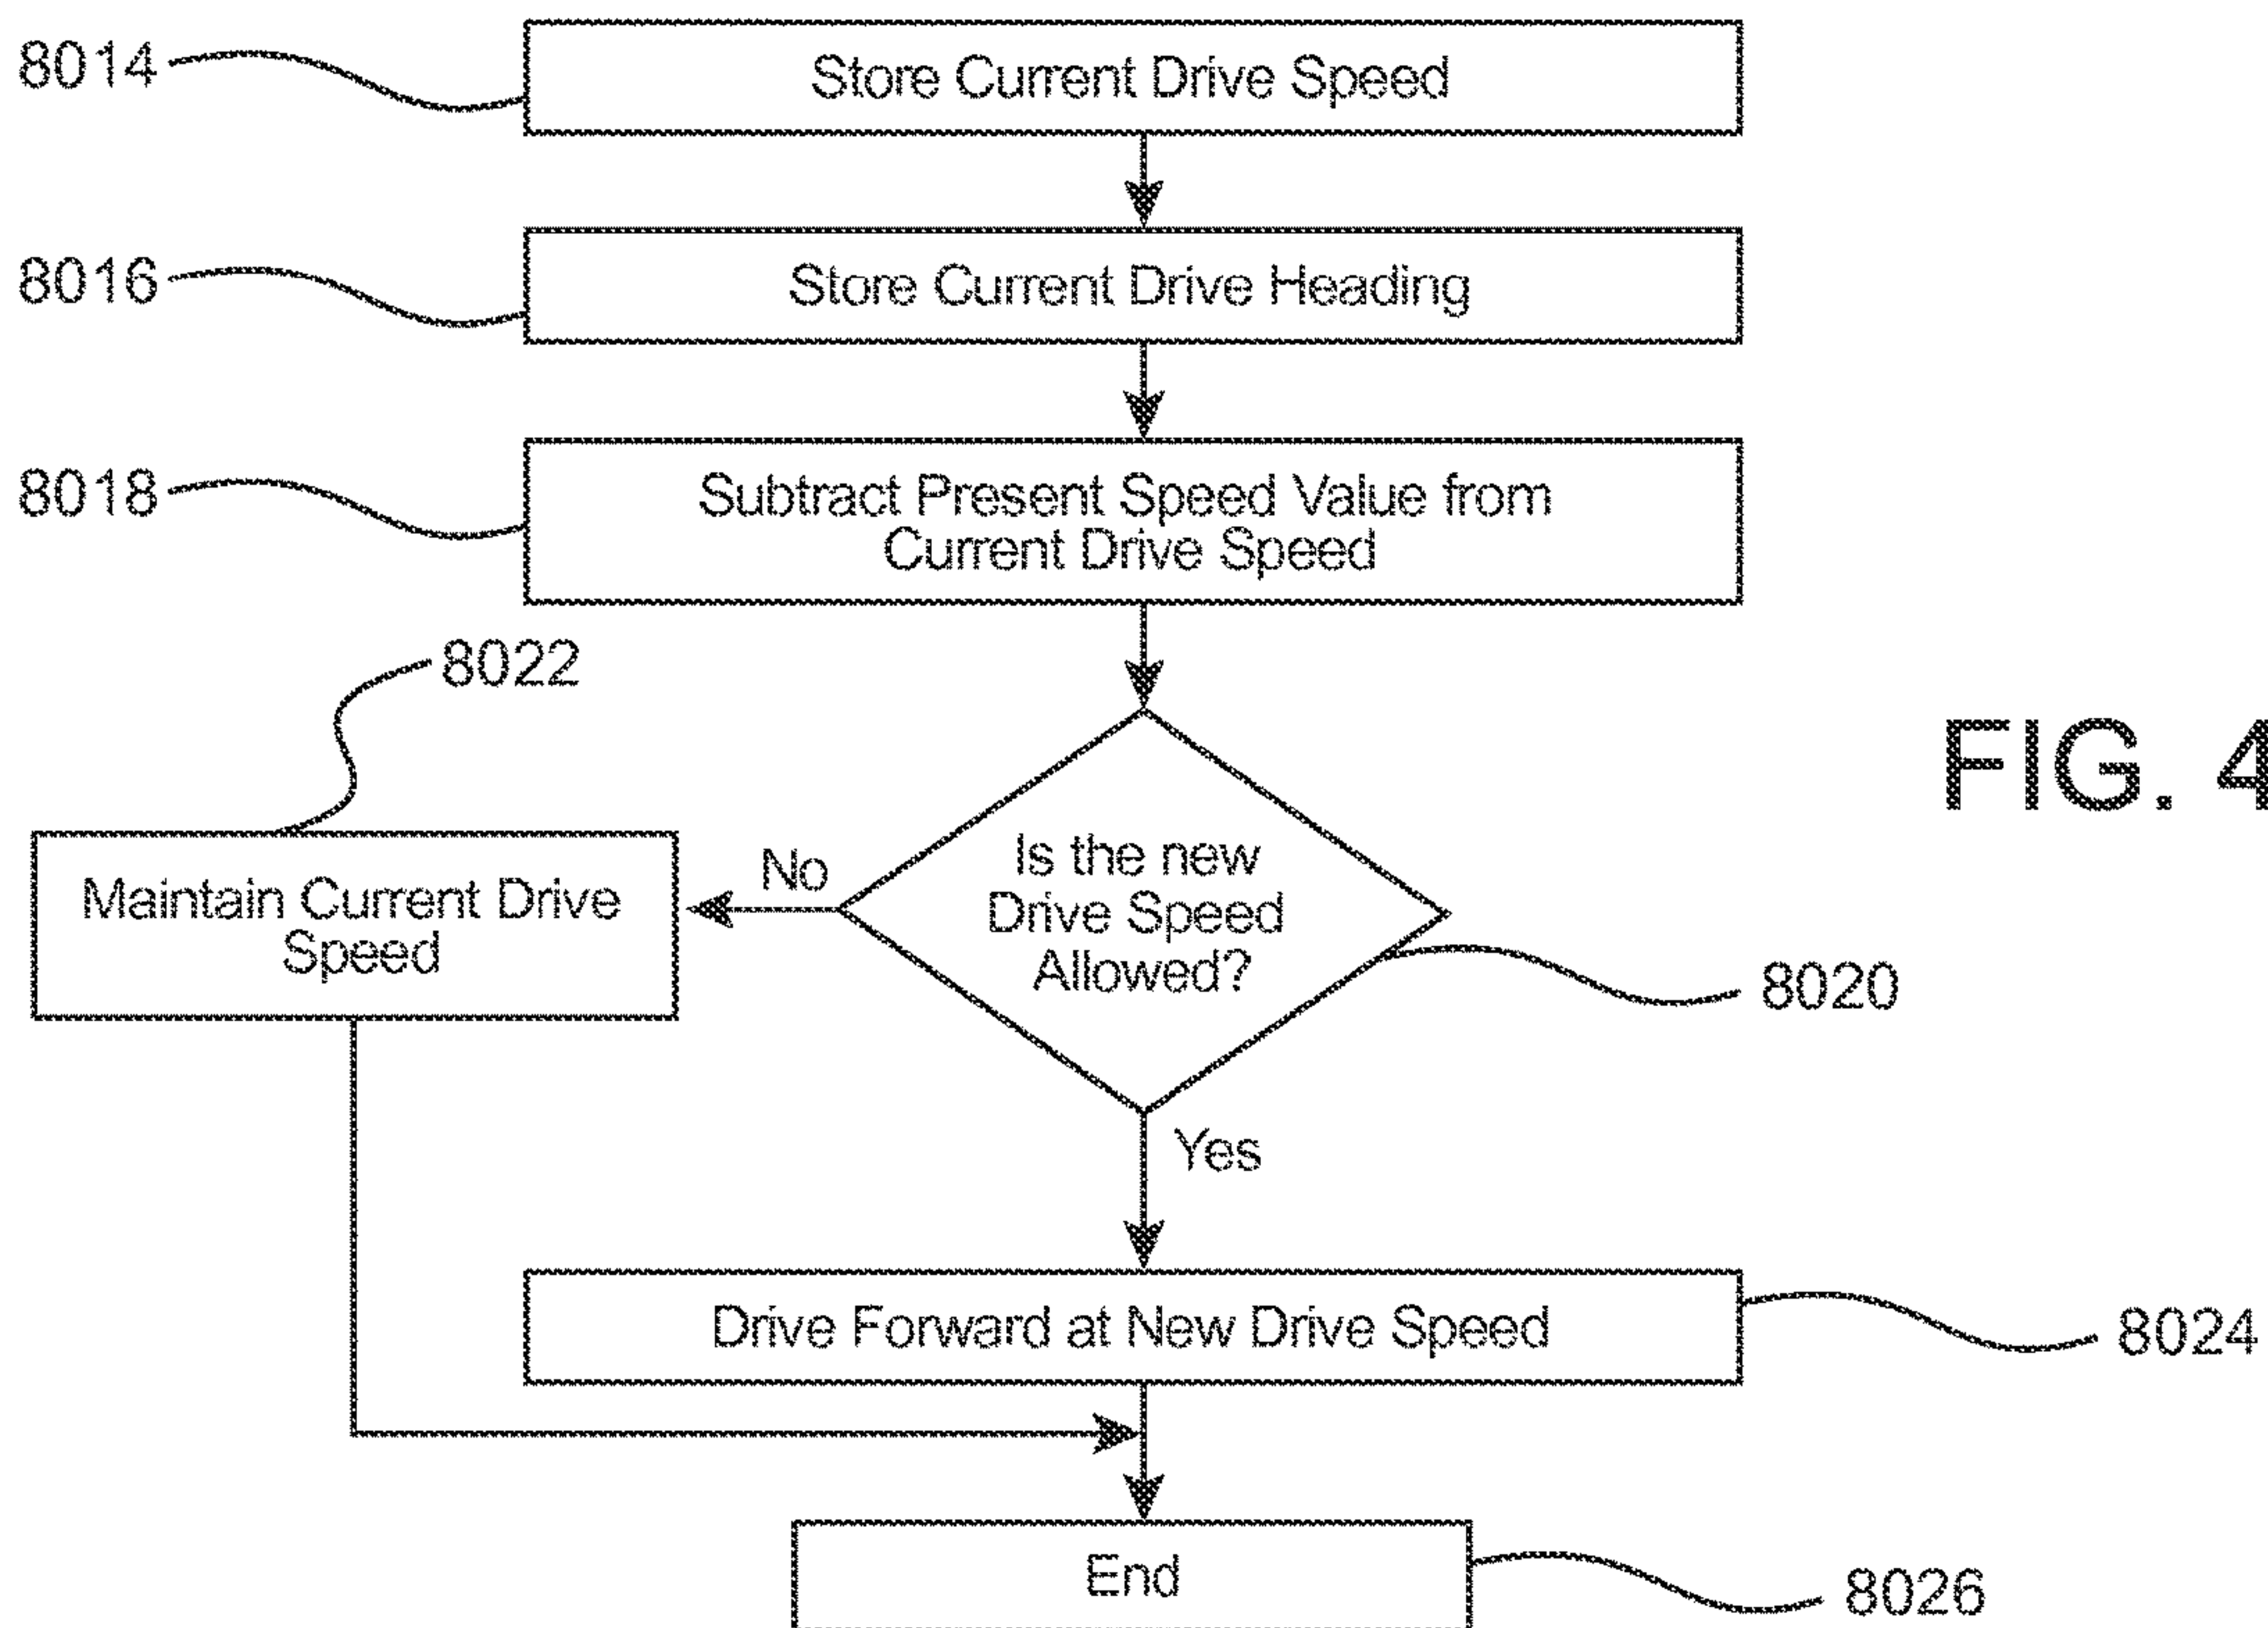 8014
Store Current Drive Speed
8016
Store Current Drive Heading
8018
Subtract Present Speed Value from
Current Drive Speed
8022
FIG. 4
Is the new
Drive Speed
Allowed?
No
Maintain Current Drive
Speed
8020
Yes
Drive Forward at New Drive Speed
8024
End
8026